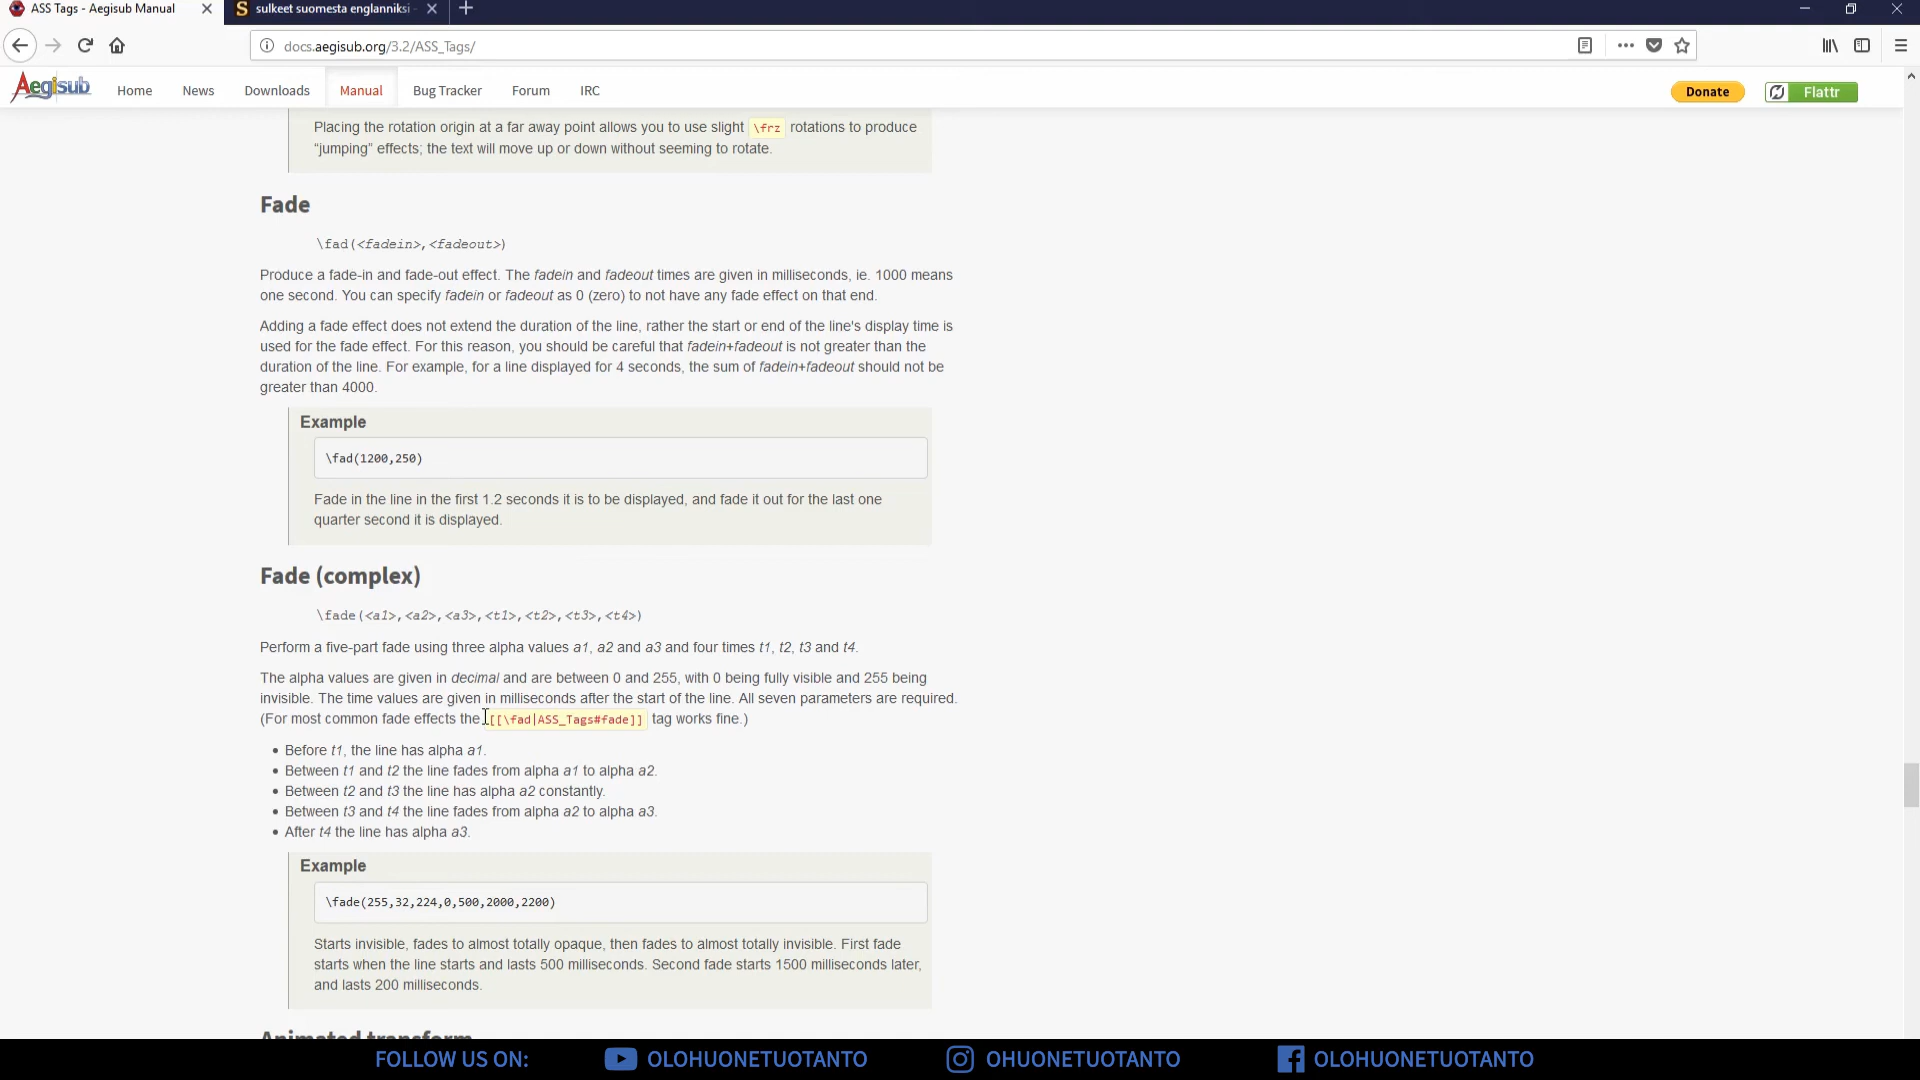 ASS Tags - Aegisub Manual
sulkeet suomesta englanniksi
docs.aegisub.org/3.2/ASS_Tags/
Aegisub
Home
News
Downloads
Manual
Bug Tracker
Forum
IRC
Donate
Flattr
Placing the rotation origin at a far away point allows you to use slight \frz rotations to produce
“jumping” effects; the text will move up or down without seeming to rotate.
Fade
\fad(<fadein>,<fadeout>)
Produce a fade-in and fade-out effect. The fadein and fadeout times are given in milliseconds, ie. 1000 means
one second. You can specify fadein or fadeout as 0 (zero) to not have any fade effect on that end.
Adding a fade effect does not extend the duration of the line, rather the start or end of the line's display time is
used for the fade effect. For this reason, you should be careful that fadein+fadeout is not greater than the
duration of the line. For example, for a line displayed for 4 seconds, the sum of fadein+fadeout should not be
greater than 4000.
Example
\fad(1200,250)
Fade in the line in the first 1.2 seconds it is to be displayed, and fade it out for the last one
quarter second it is displayed.
Fade (complex)
\fade(<a1>,<a2>,<a3>,<t1>,<t2>,<t3>,<t4>)
Perform a five-part fade using three alpha values a1, a2 and a3 and four times t1, t2, t3 and t4.
The alpha values are given in decimal and are between 0 and 255, with 0 being fully visible and 255 being
invisible. The time values are given in milliseconds after the start of the line. All seven parameters are required.
(For most common fade effects the [[\fad|ASS_Tags#fade]] tag works fine.)
• Before t1, the line has alpha a1.
• Between t1 and t2 the line fades from alpha a1 to alpha a2.
• Between t2 and t3 the line has alpha a2 constantly.
• Between t3 and t4 the line fades from alpha a2 to alpha a3.
• After t4 the line has alpha a3.
Example
\fade(255,32,224,0,500,2000,2200)
Starts invisible, fades to almost totally opaque, then fades to almost totally invisible. First fade
starts when the line starts and lasts 500 milliseconds. Second fade starts 1500 milliseconds later,
and lasts 200 milliseconds.
Animated transform
FOLLOW US ON:
OLOHUONETUOTANTO
OHUONETUOTANTO
OLOHUONETUOTANTO